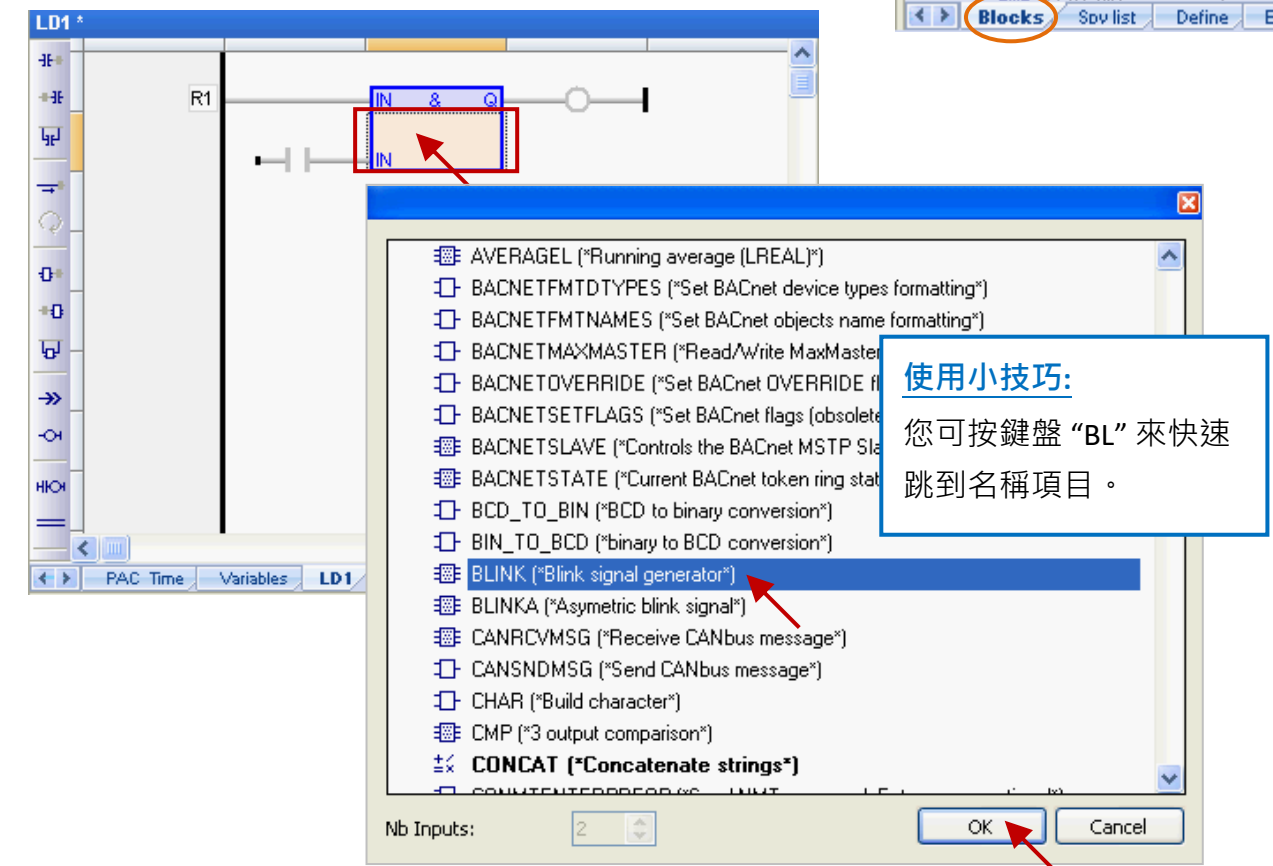 LD1 *
Blocks
Spy list
Define
R1
IN & Q
IN
AVERAGEL (*Running average (LREAL)*)
BACNETFMTDTYPES (*Set BACnet device types formatting*)
BACNETFMTNAMES (*Set BACnet objects name formatting*)
BACNETMAXMASTER (*Read/Write MaxMaster
BACNETOVERRIDE (*Set BACnet OVERRIDE fl
BACNETSETFLAGS (*Set BACnet flags (obsolete
BACNETSLAVE (*Controls the BACnet MSTP Sla
BACNETSTATE (*Current BACnet token ring stat
BCD_TO_BIN (*BCD to binary conversion*)
BIN_TO_BCD (*binary to BCD conversion*)
BLINK (*Blink signal generator*)
BLINKA (*Asymetric blink signal*)
CANRCVMSG (*Receive CANbus message*)
CANSNDMSG (*Send CANbus message*)
CHAR (*Build character*)
CMP (*3 output comparison*)
CONCAT (*Concatenate strings*)
使用小技巧:
您可按鍵盤 “BL” 來快速
跳到名稱項目。
PAC Time
Variables
LD1
Nb Inputs:
2
OK
Cancel